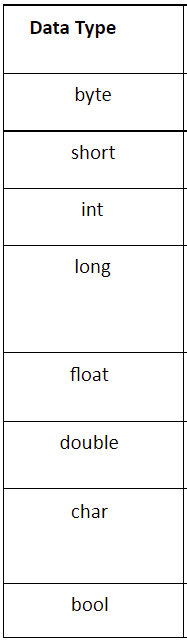 Data Type
byte
short
int
long
float
double
char
bool